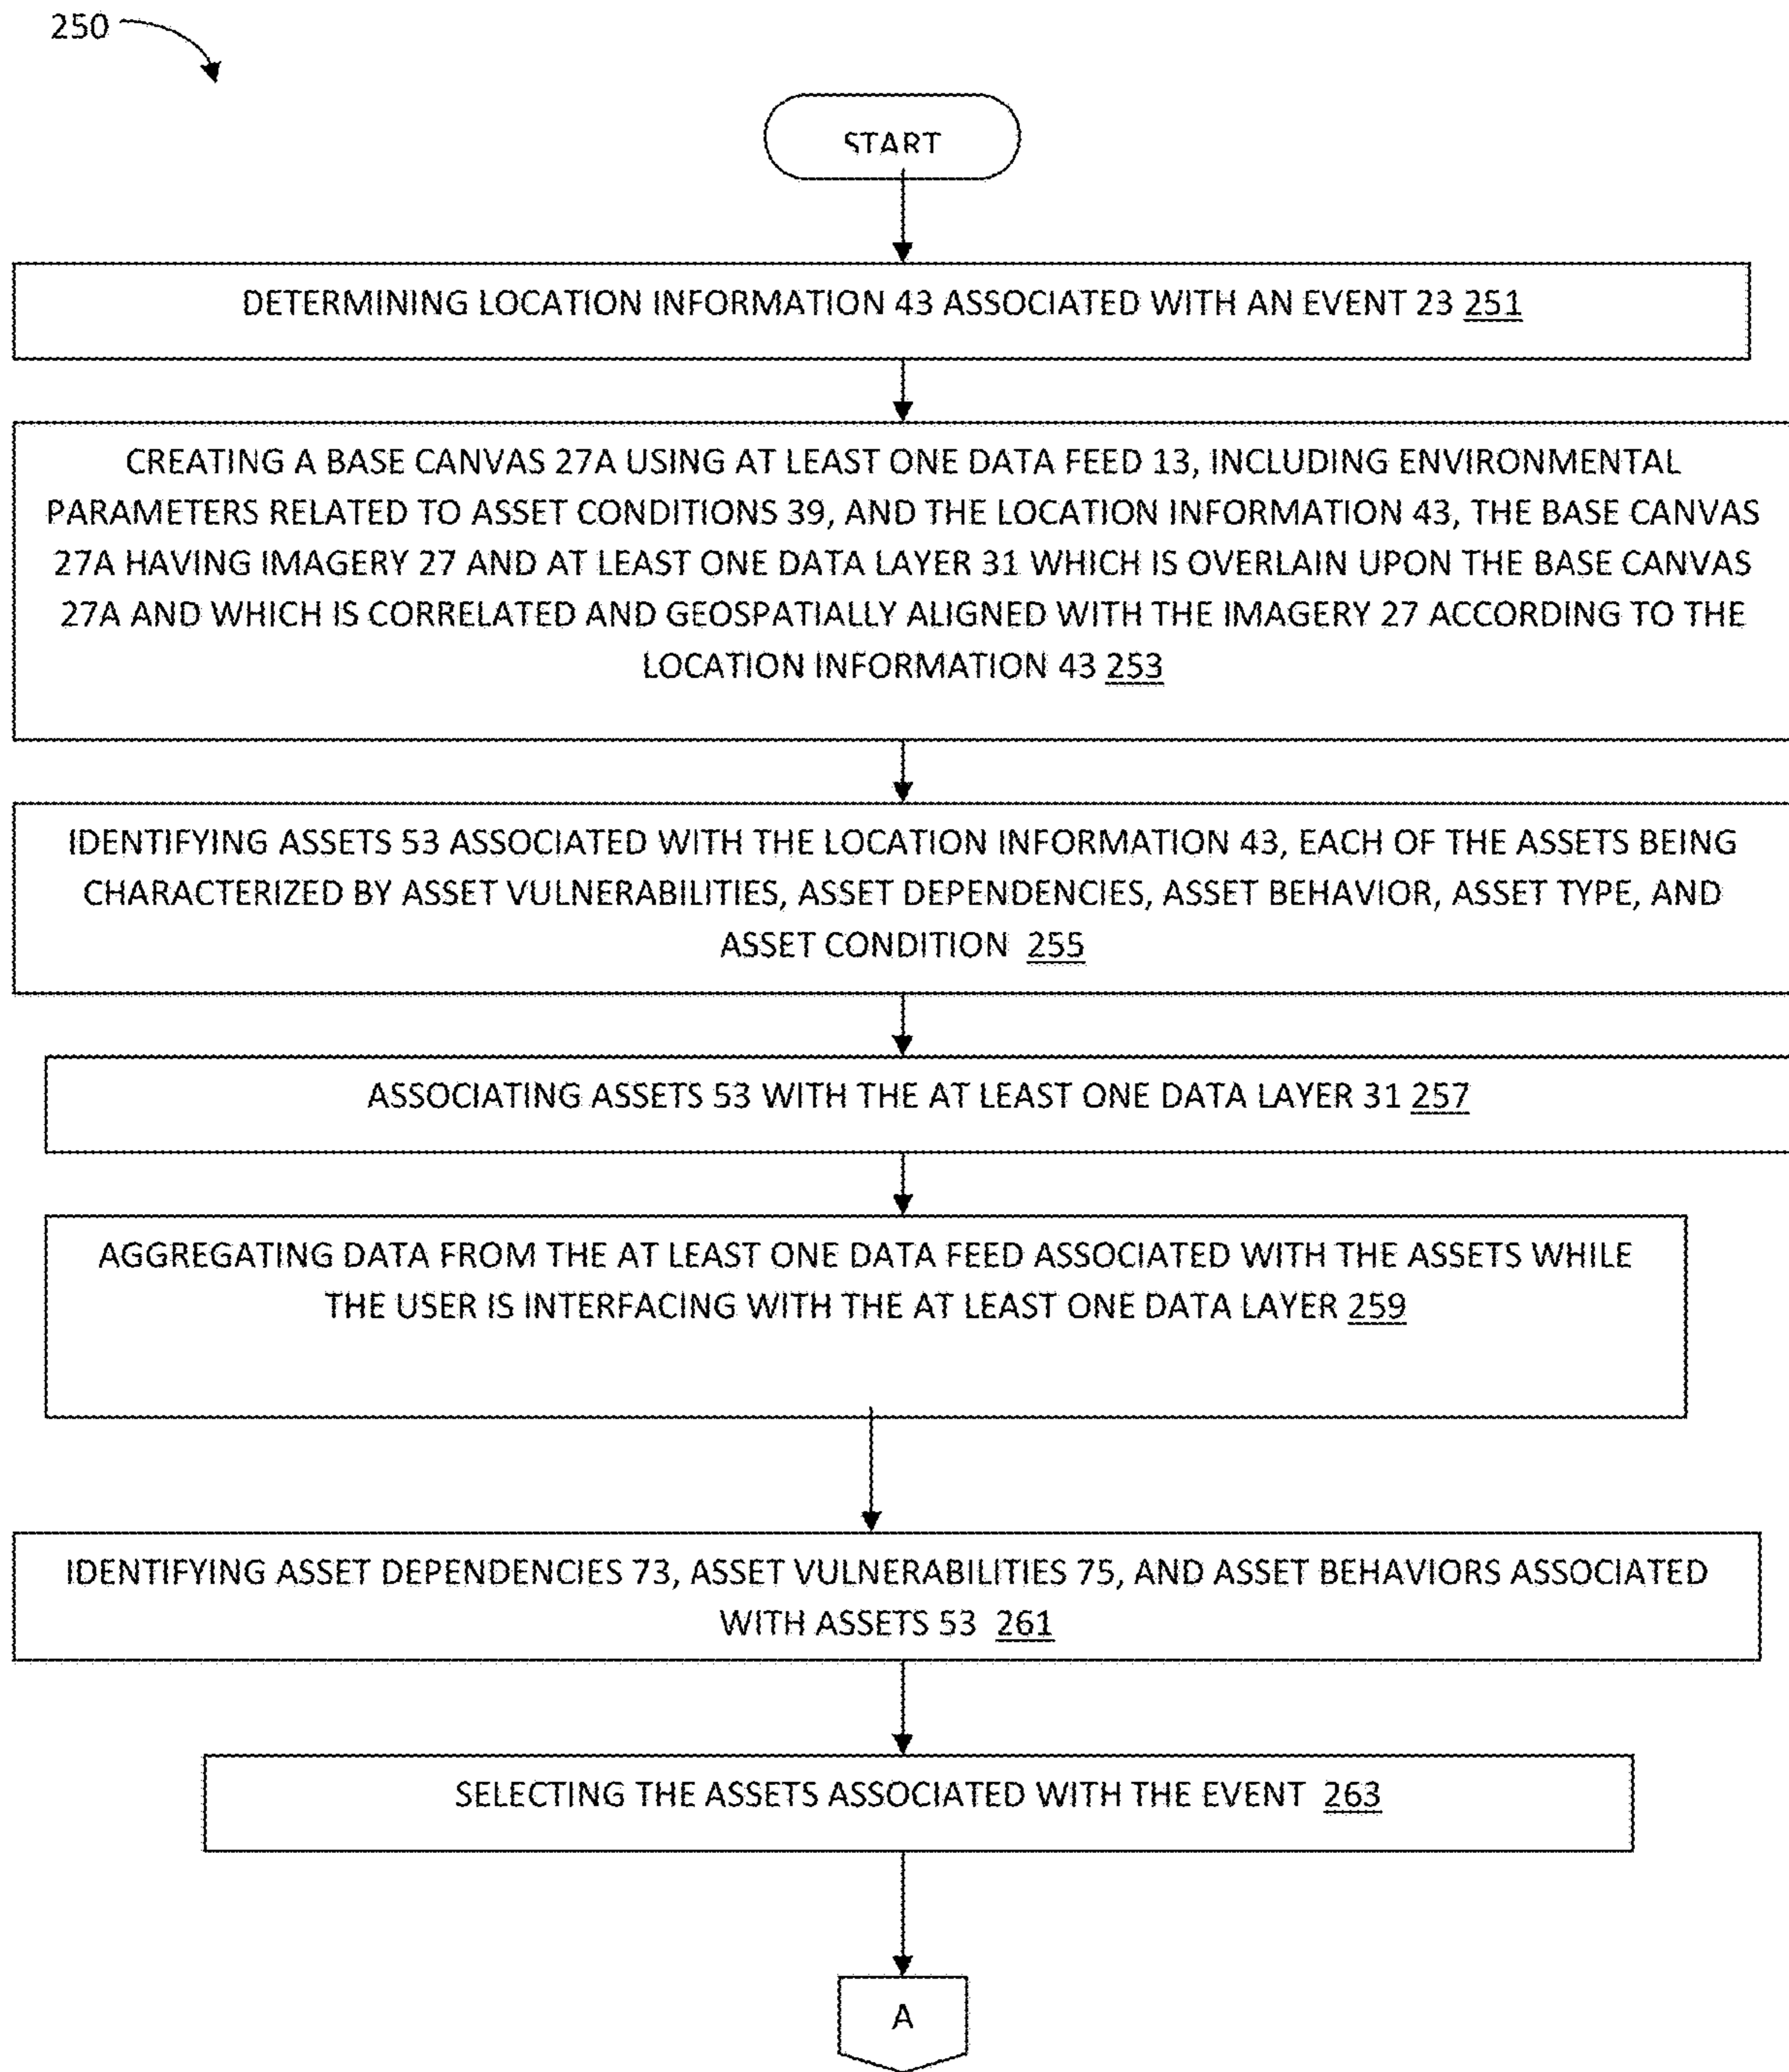 250
START
DETERMINING LOCATION INFORMATION 43 ASSOCIATED WITH AN EVENT 23 251
CREATING A BASE CANVAS 27A USING AT LEAST ONE DATA FEED 13, INCLUDING ENVIRONMENTAL
PARAMETERS RELATED TO ASSET CONDITIONS 39, AND THE LOCATION INFORMATION 43, THE BASE CANVAS
27A HAVING IMAGERY 27 AND AT LEAST ONE DATA LAYER 31 WHICH IS OVERLAIN UPON THE BASE CANVAS
27A AND WHICH IS CORRELATED AND GEOSPATIALLY ALIGNED WITH THE IMAGERY 27 ACCORDING TO THE
LOCATION INFORMATION 43 253
IDENTIFYING ASSETS 53 ASSOCIATED WITH THE LOCATION INFORMATION 43, EACH OF THE ASSETS BEING
CHARACTERIZED BY ASSET VULNERABILITIES, ASSET DEPENDENCIES, ASSET BEHAVIOR, ASSET TYPE, AND
ASSET CONDITION 255
ASSOCIATING ASSETS 53 WITH THE AT LEAST ONE DATA LAYER 31 257
AGGREGATING DATA FROM THE AT LEAST ONE DATA FEED ASSOCIATED WITH THE ASSETS WHILE
THE USER IS INTERFACING WITH THE AT LEAST ONE DATA LAYER 259
IDENTIFYING ASSET DEPENDENCIES 73, ASSET VULNERABILITIES 75, AND ASSET BEHAVIORS ASSOCIATED
WITH ASSETS 53 261
SELECTING THE ASSETS ASSOCIATED WITH THE EVENT 263
A